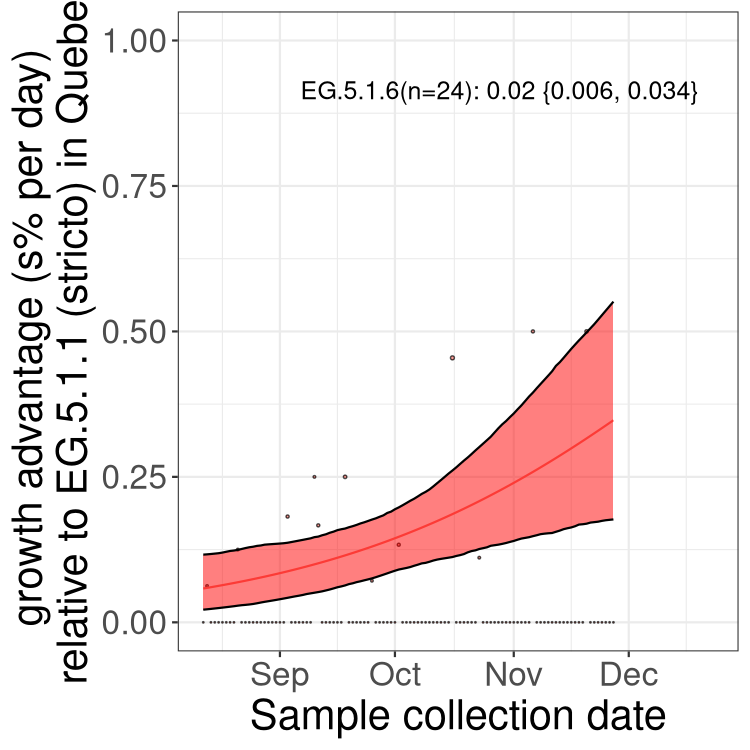 growth advantage (s% per day)
relative to EG.5.1.1 (stricto) in Quebe
1.00
0.75
0.50
0.25
0.00
EG.5.1.6(n=24): 0.02 {0.006, 0.034}
Sep Oct Nov Dec
Sample collection date